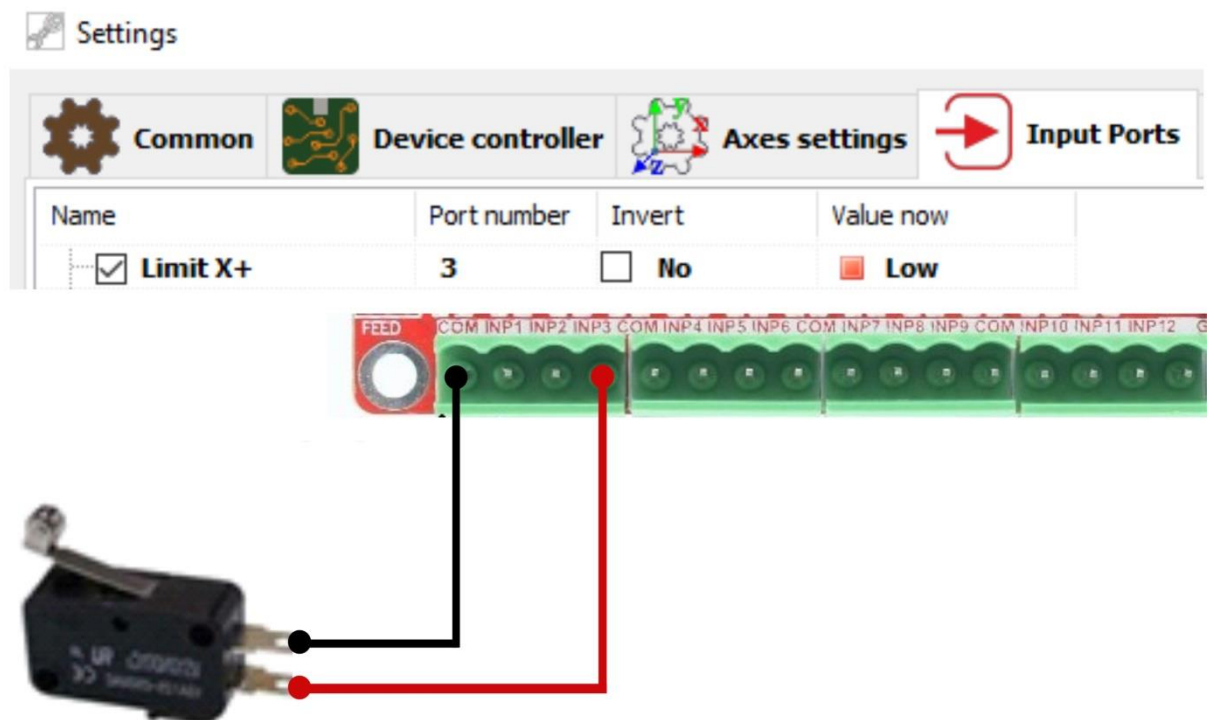 Settings
Common Device controller Axes settings Input Ports
Name Port number Invert Value now
Limit X+ 3 No Low
FEED COM INP1 INP2 INP3 COM INP4 INP5 INP6 COM INP7 INP8 INP9 COM INP10 INP11 INP12 G